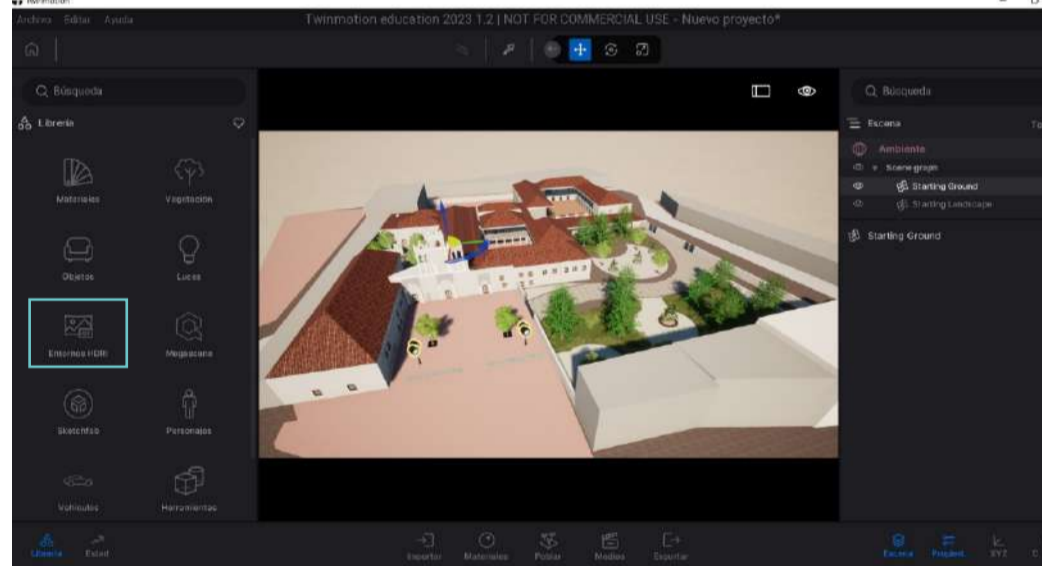 Twinmotion
Archivo Editar Ayuda
Twinmotion education 2023.1.2 | NOT FOR COMMERCIAL USE - Nuevo proyecto*
Búsqueda
Librería
Materiales Vegetación
Objetos Luces
Entornos HDRI Megascans
Sketchfab Personajes
Vehículos Herramientas
Búsqueda
Escena
Ambiente
Scene graph
Starting Ground
Starting Landscape
Starting Ground
Librería
Importar Materiales Poblar Medios Exportar
Escena XYZ